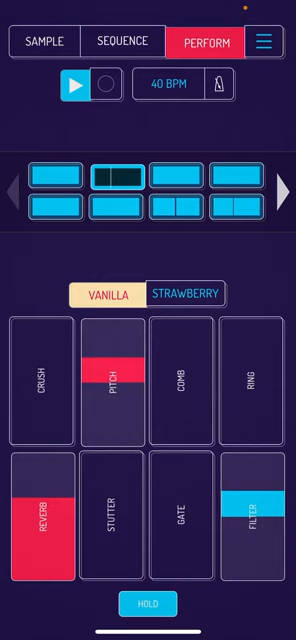 SAMPLE
SEQUENCE
PERFORM
40 BPM
VANILLA
STRAWBERRY
CRUSH
PITCH
COMB
RING
REVERB
STUTTER
GATE
FILTER
HOLD